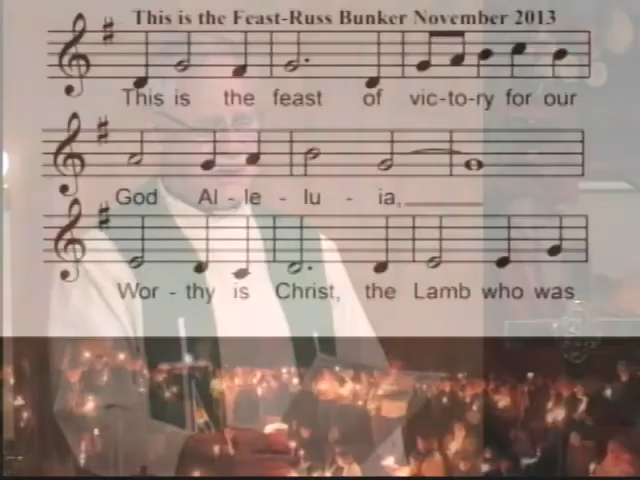 This is the Feast-Russ Bunker November 2013
This is the feast of vic-to-ry for our
God Al - le - lu - ia,
Wor - thy is Christ, the Lamb who was